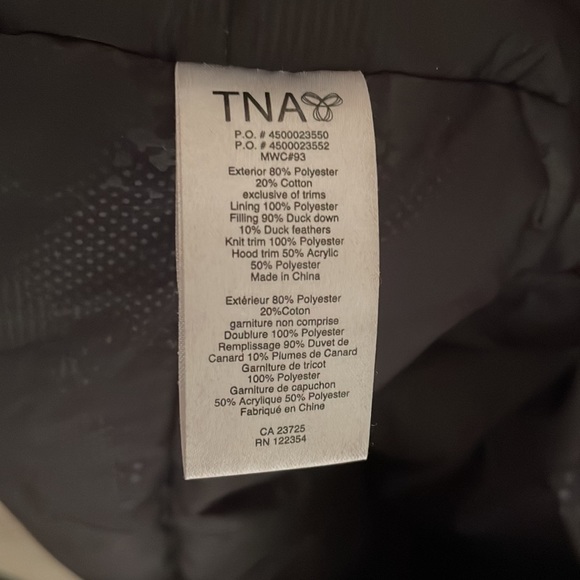 TNA
P.O. # 4500023550
P.O. # 4500023552
MWC#93
Exterior 80% Polyester
20% Cotton
exclusive of trims
Lining 100% Polyester
Filling 90% Duck down
10% Duck feathers
Knit trim 100% Polyester
Hood trim 50% Acrylic
50% Polyester
Made in China
Extérieur 80% Polyester
20%Coton
garniture non comprise
Doublure 100% Polyester
Remplissage 90% Duvet de
Canard 10% Plumes de Canard
Garniture de tricot
100% Polyester
Garniture de capuchon
50% Acrylique 50% Polyester
Fabriqué en Chine
CA 23725
RN 122354